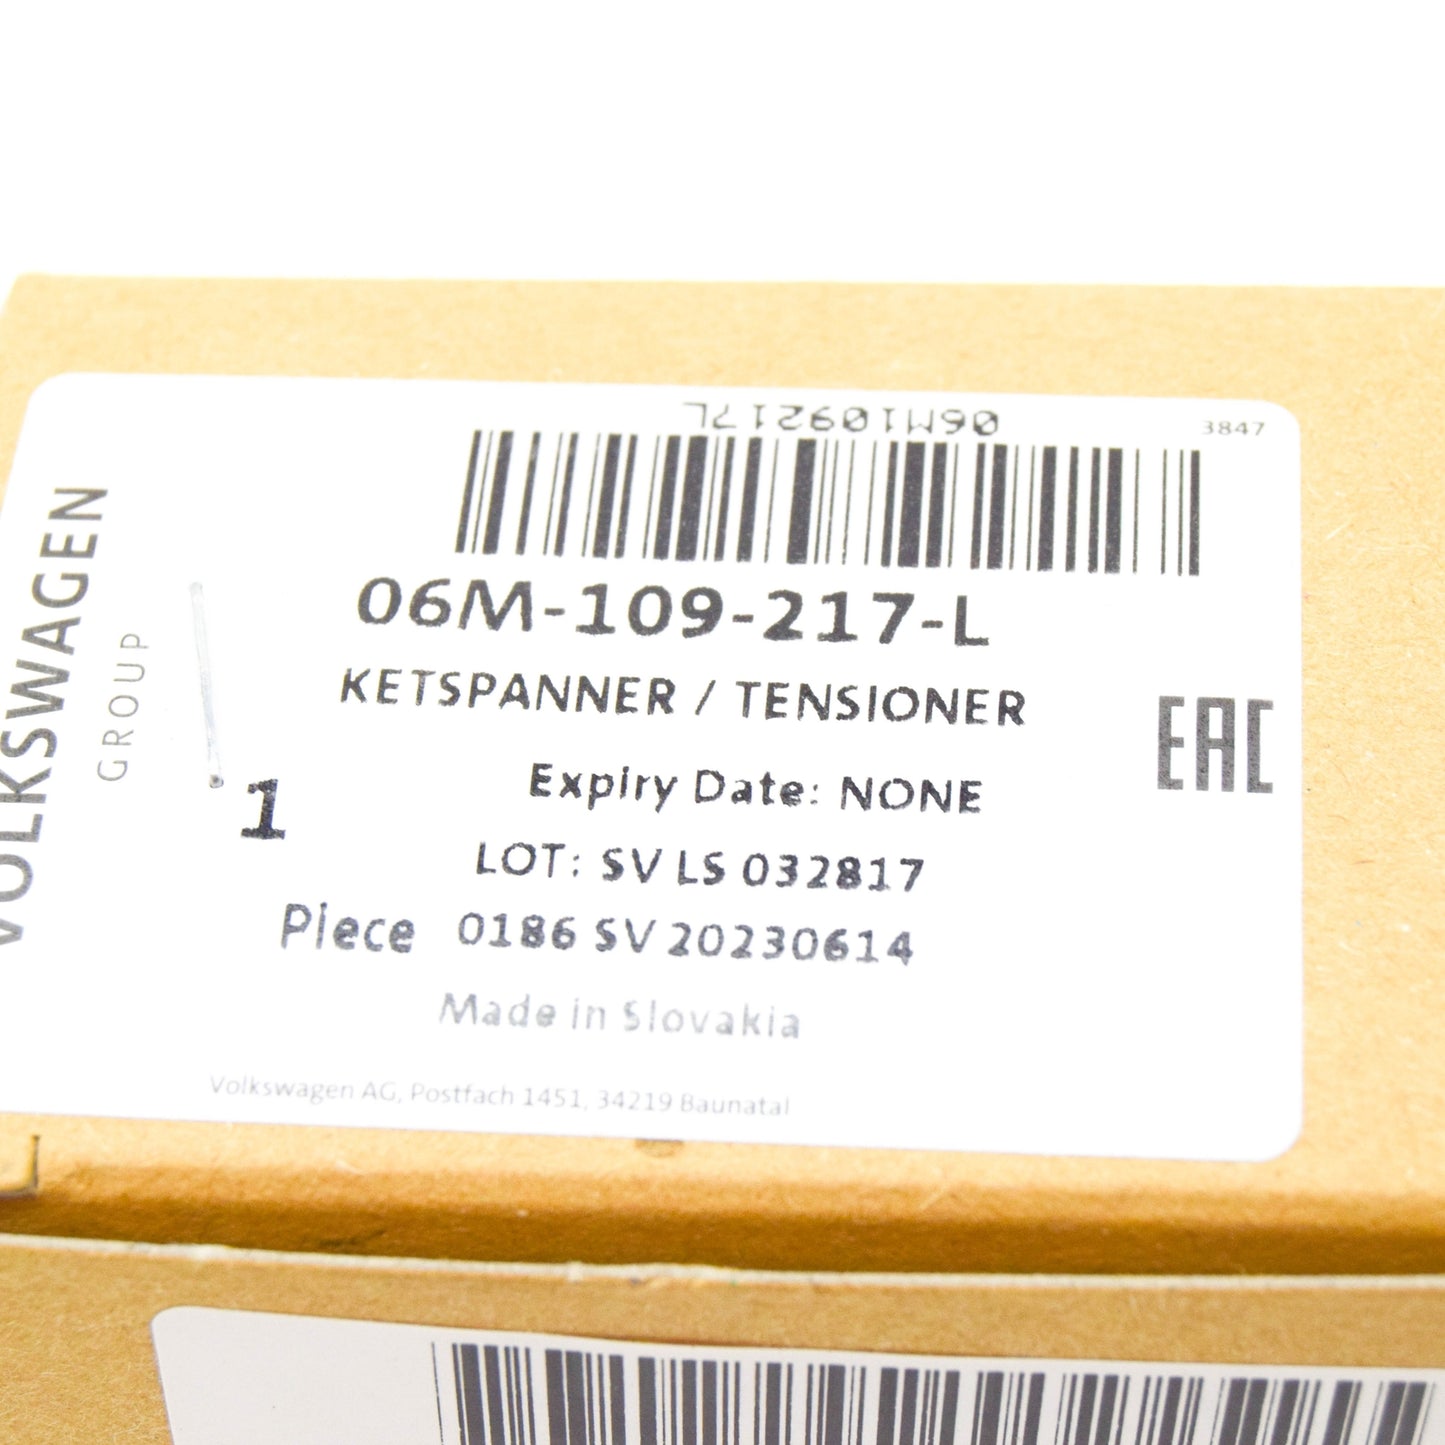 06M109217L
3847
06M-109-217-L
KETSPANNER / TENSIONER
EAC
Expiry Date: NONE
1
LOT: SV LS 032817
Piece 0186 SV 20230614
Made in Slovakia
Volkswagen AG, Postfach 1451, 34219 Baunatal
VOLKSWAGEN
GROUP